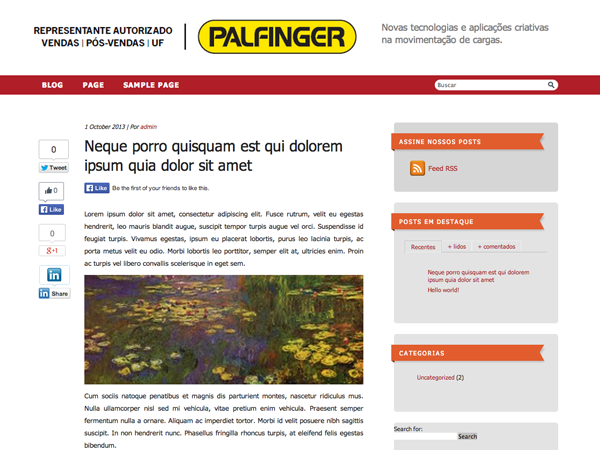 REPRESENTANTE AUTORIZADO
VENDAS | PÓS-VENDAS | UF
PALFINGER
Novas tecnologias e aplicações criativas
na movimentação de cargas.
BLOG
PAGE
SAMPLE PAGE
Buscar
1 October 2013 | Por admin
Neque porro quisquam est qui dolorem
ipsum quia dolor sit amet
Like
Be the first of your friends to like this.
0
Tweet
0
Like
0
g+1
in
in Share
Lorem ipsum dolor sit amet, consectetur adipiscing elit. Fusce rutrum, velit eu egestas
hendrerit, leo mauris blandit augue, suscipit tempor turpis augue vel orci. Suspendisse id
feugiat turpis. Vivamus egestas, ipsum eu placerat lobortis, purus leo lacinia turpis, ac
porta metus velit eu odio. Morbi lobortis leo porttitor, semper elit at, ultricies enim. Proin
ac turpis vel libero convallis scelerisque in eget sem.
Cum sociis natoque penatibus et magnis dis parturient montes, nascetur ridiculus mus.
Nulla ullamcorper nisl sed mi vehicula, vitae pretium enim vehicula. Praesent semper
fermentum nulla a ornare. Aliquam ac imperdiet tortor. Morbi id velit posuere nibh sagittis
suscipit. In non hendrerit nunc. Phasellus fringilla rhoncus turpis, at eleifend felis egestas
bibendum.
ASSINE NOSSOS POSTS
Feed RSS
POSTS EM DESTAQUE
Recentes
+ lidos
+ comentados
Neque porro quisquam est qui dolorem
ipsum quia dolor sit amet
Hello world!
CATEGORIAS
Uncategorized (2)
Search for:
Search